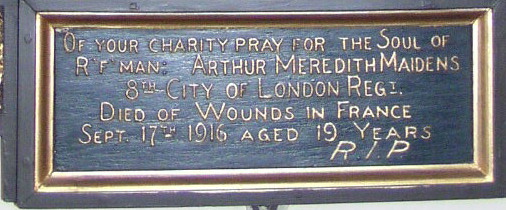 OF YOUR CHARITY PRAY FOR THE SOUL OF
R'F'MAN: ARTHUR MEREDITH MAIDENS
8TH CITY OF LONDON REGT.
DIED OF WOUNDS IN FRANCE
SEPT. 17TH 1916 AGED 19 YEARS
R I P